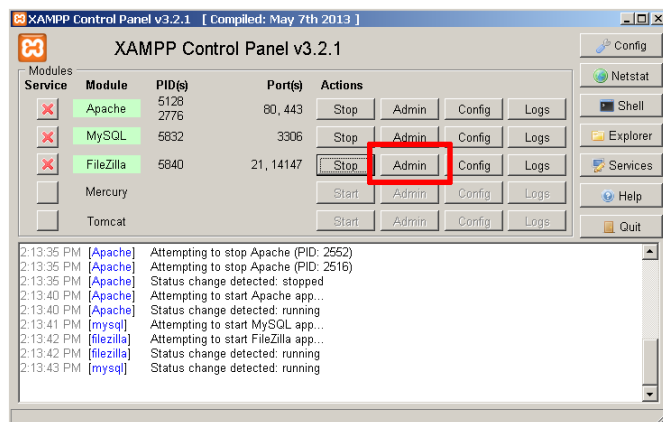 XAMPP Control Panel v3.2.1 [ Compiled: May 7th 2013 ]
XAMPP Control Panel v3.2.1
Config
Modules
Netstat
Service Module PID(s) Port(s) Actions
Apache 5128 2776 80, 443 Stop Admin Config Logs
Shell
MySQL 5832 3306 Stop Admin Config Logs
Explorer
FileZilla 5840 21, 14147 Stop Admin Config Logs
Services
Mercury Start Admin Config Logs
Help
Tomcat Start Admin Config Logs
Quit
2:13:35 PM [Apache] Attempting to stop Apache (PID: 2552)
2:13:35 PM [Apache] Attempting to stop Apache (PID: 2516)
2:13:35 PM [Apache] Status change detected: stopped
2:13:40 PM [Apache] Attempting to start Apache app...
2:13:40 PM [Apache] Status change detected: running
2:13:41 PM [mysql] Attempting to start MySQL app...
2:13:42 PM [filezilla] Attempting to start FileZilla app...
2:13:42 PM [filezilla] Status change detected: running
2:13:43 PM [mysql] Status change detected: running